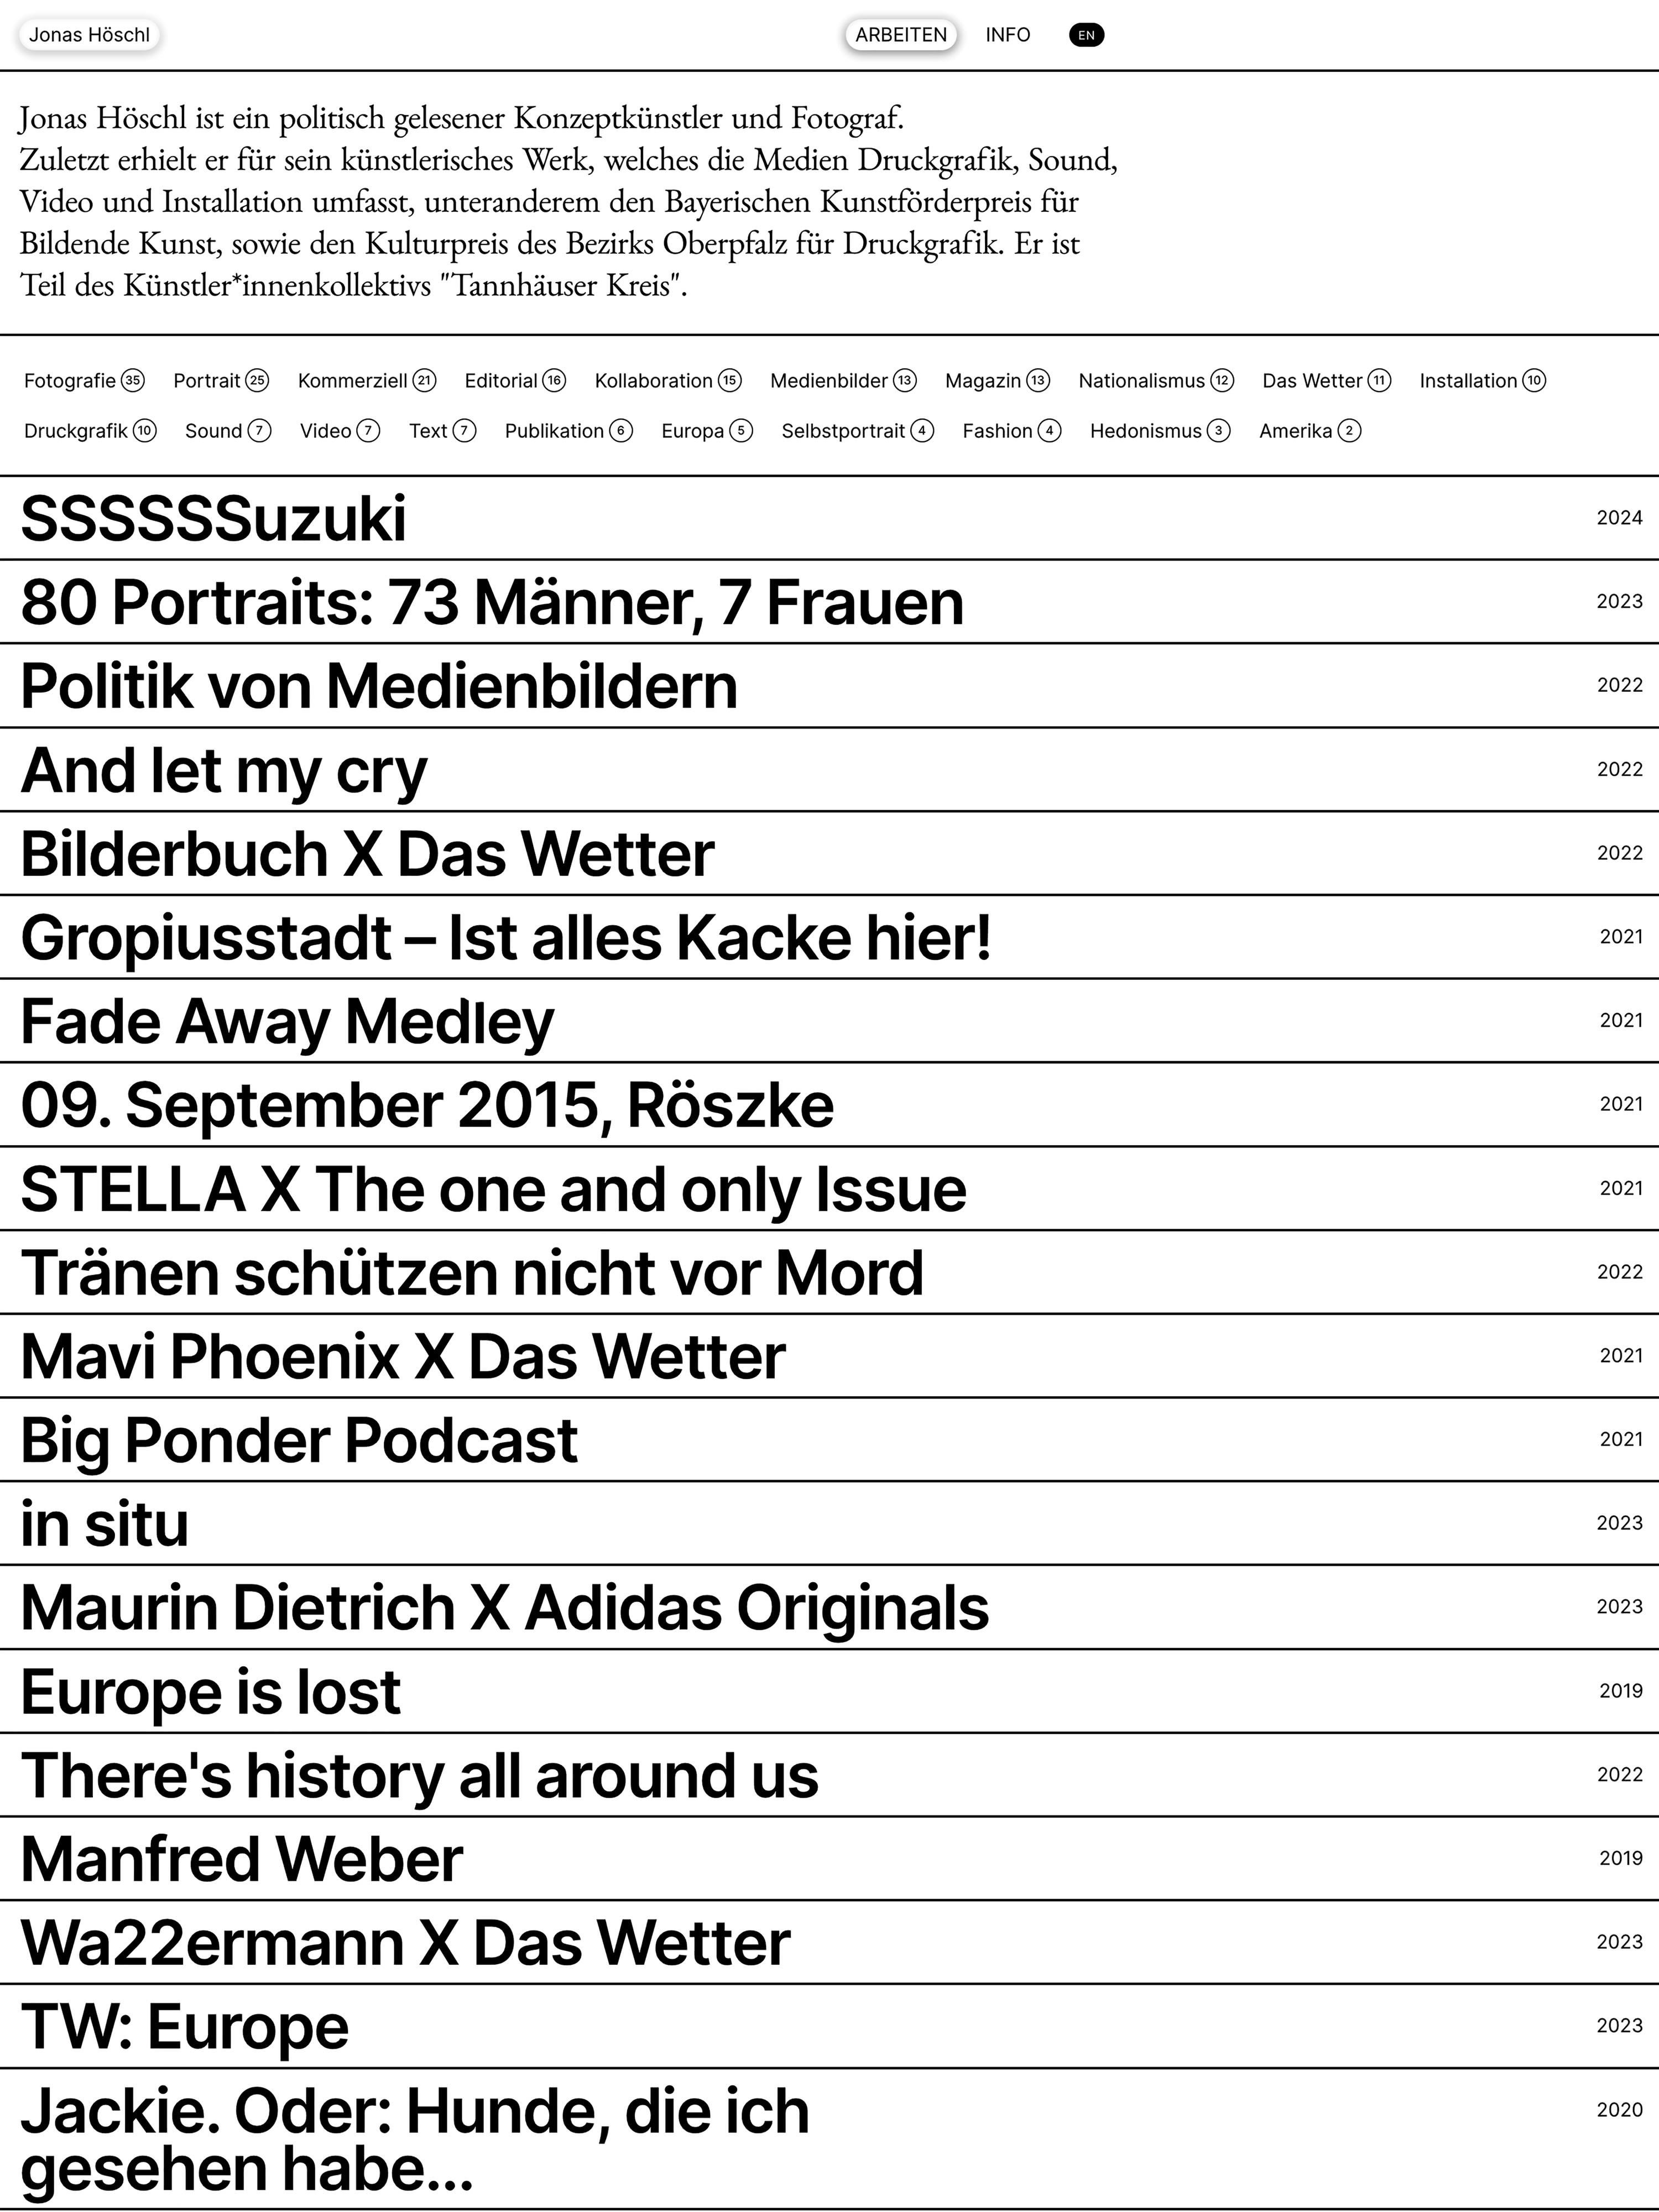 Jonas Höschl ARBEITEN INFO EN
Jonas Höschl ist ein politisch gelesener Konzeptkünstler und Fotograf.
Zuletzt erhielt er für sein künstlerisches Werk, welches die Medien Druckgrafik, Sound,
Video und Installation umfasst, unteranderem den Bayerischen Kunstförderpreis für
Bildende Kunst, sowie den Kulturpreis des Bezirks Oberpfalz für Druckgrafik. Er ist
Teil des Künstler*innenkollektivs "Tannhäuser Kreis".
Fotografie 35 Portrait 25 Kommerziell 21 Editorial 16 Kollaboration 15 Medienbilder 13 Magazin 13 Nationalismus 12 Das Wetter 11 Installation 10
Druckgrafik 10 Sound 7 Video 7 Text 7 Publikation 6 Europa 5 Selbstportrait 4 Fashion 4 Hedonismus 3 Amerika 2
SSSSSSuzuki 2024
80 Portraits: 73 Männer, 7 Frauen 2023
Politik von Medienbildern 2022
And let my cry 2022
Bilderbuch X Das Wetter 2022
Gropiusstadt – Ist alles Kacke hier! 2021
Fade Away Medley 2021
09. September 2015, Röszke 2021
STELLA X The one and only Issue 2021
Tränen schützen nicht vor Mord 2022
Mavi Phoenix X Das Wetter 2021
Big Ponder Podcast 2021
in situ 2023
Maurin Dietrich X Adidas Originals 2023
Europe is lost 2019
There's history all around us 2022
Manfred Weber 2019
Wa22ermann X Das Wetter 2023
TW: Europe 2023
Jackie. Oder: Hunde, die ich 2020
gesehen habe...